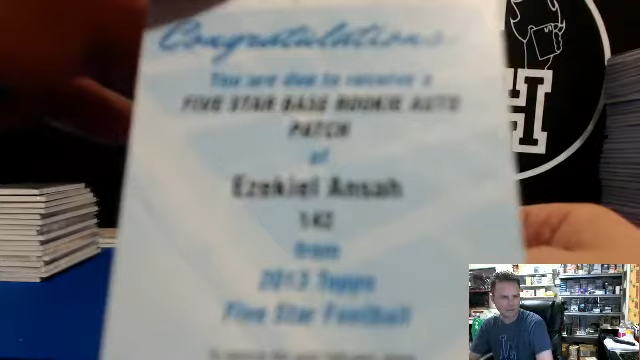 Congratulations
You are due to receive a
FIVE STAR BASE ROOKIE AUTO
PATCH
of
Ezekiel Ansah
142
from
2013 Topps
Five Star Football
H